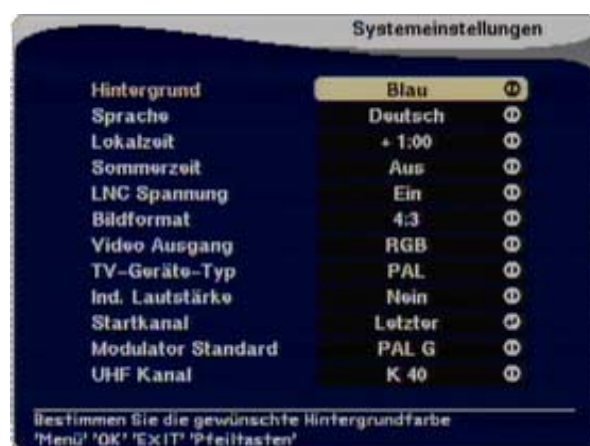 Systemeinstellungen
Hintergrund Blau
Sprache Deutsch
Lokalzeit + 1:00
Sommerzeit Aus
LNC Spannung Ein
Bildformat 4:3
Video Ausgang RGB
TV-Geräte-Typ PAL
Ind. Lautstärke Nein
Startkanal Letzter
Modulator Standard PAL G
UHF Kanal K 40
Bestimmen Sie die gewünschte Hintergrundfarbe
'Menü' 'OK' 'EXIT' 'Pfeiltasten'